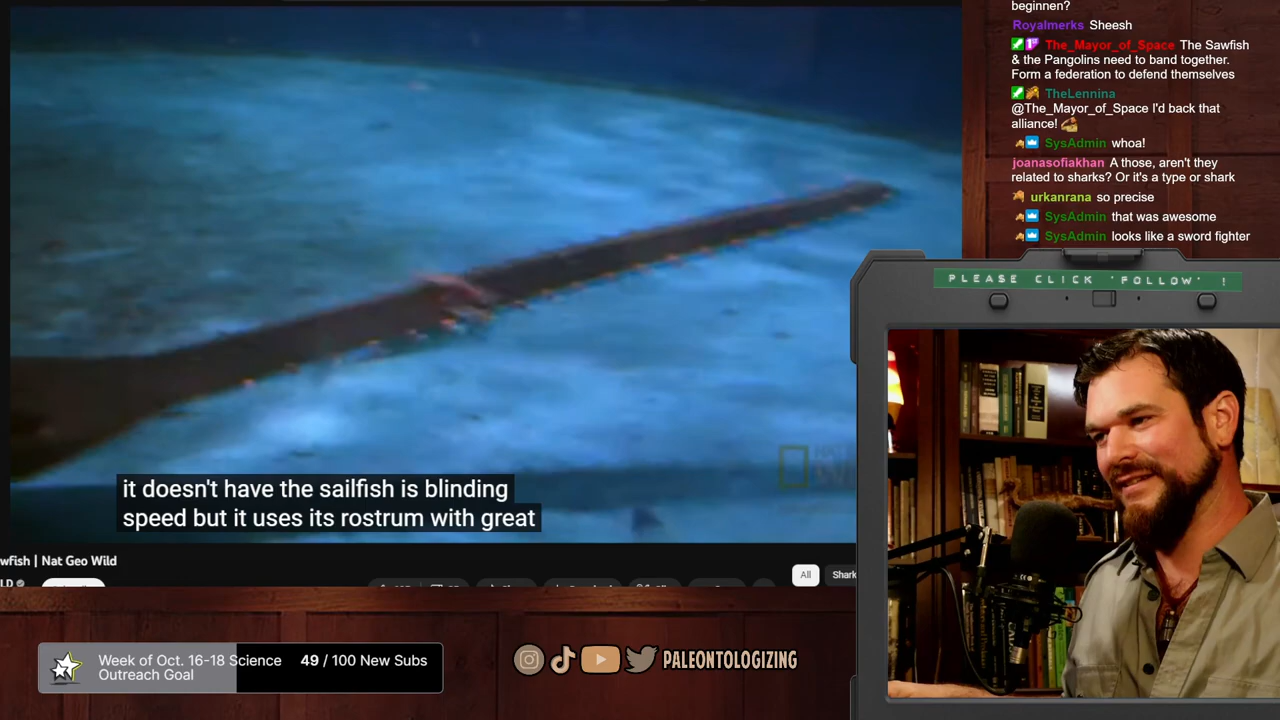 beginnen?
Royalmerks Sheesh
The_Mayor_of_Space The Sawfish
& the Pangolins need to band together.
Form a federation to defend themselves
TheLennina
@The_Mayor_of_Space I'd back that
alliance!
SysAdmin whoa!
joanasofiakhan A those, aren't they
related to sharks? Or it's a type or shark
urkanrana so precise
SysAdmin that was awesome
SysAdmin looks like a sword fighter
PLEASE CLICK 'FOLLOW' !
it doesn't have the sailfish is blinding
speed but it uses its rostrum with great
wfish | Nat Geo Wild
LD
All Shark
Week of Oct. 16-18 Science
Outreach Goal
49 / 100 New Subs
PALEONTOLOGIZING